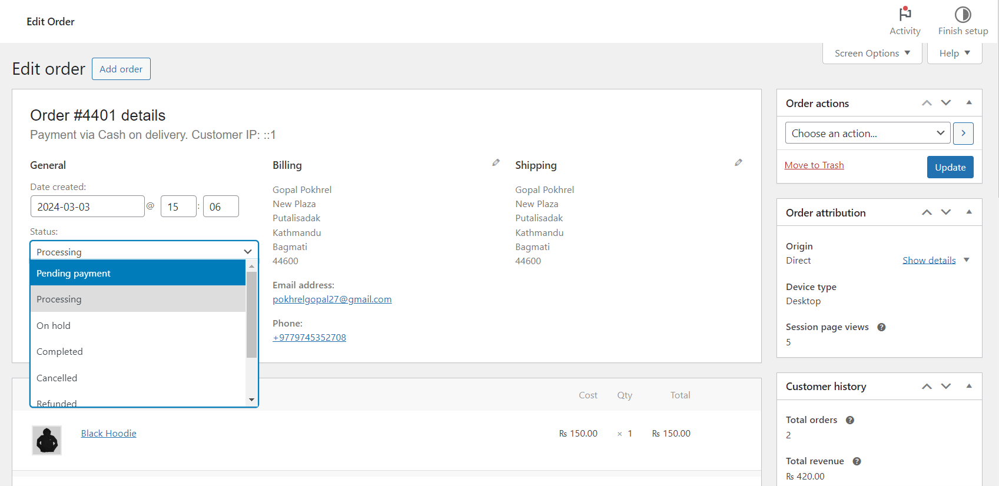 Edit Order
Activity
Finish setup
Screen Options
Help
Edit order
Add order
Order #4401 details
Payment via Cash on delivery. Customer IP: ::1
General
Date created:
2024-03-03 @ 15 : 06
Status:
Processing
Pending payment
Processing
On hold
Completed
Cancelled
Refunded
Billing
Gopal Pokhrel
New Plaza
Putalisadak
Kathmandu
Bagmati
44600
Email address:
pokhrelgopal27@gmail.com
Phone:
+9779745352708
Shipping
Gopal Pokhrel
New Plaza
Putalisadak
Kathmandu
Bagmati
44600
Cost Qty Total
Black Hoodie ₨ 150.00 × 1 ₨ 150.00
Order actions
Choose an action...
Move to Trash
Update
Order attribution
Origin
Direct
Show details
Device type
Desktop
Session page views ?
5
Customer history
Total orders ?
2
Total revenue ?
₨ 420.00